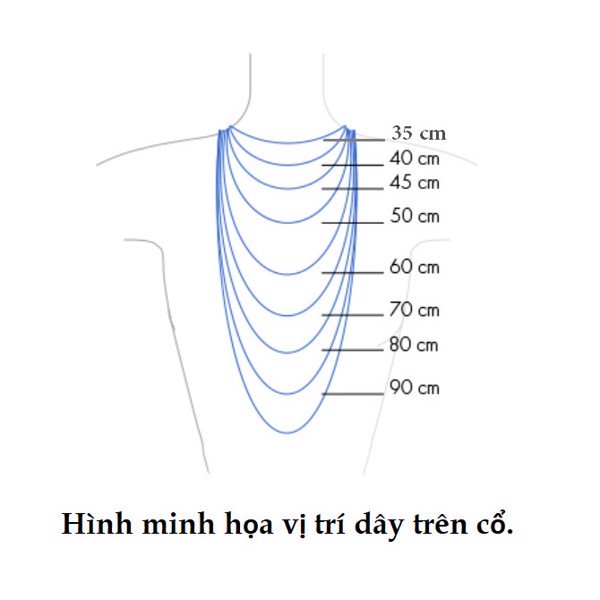 35 cm
40 cm
45 cm
50 cm
60 cm
70 cm
80 cm
90 cm
Hình minh họa vị trí dây trên cổ.